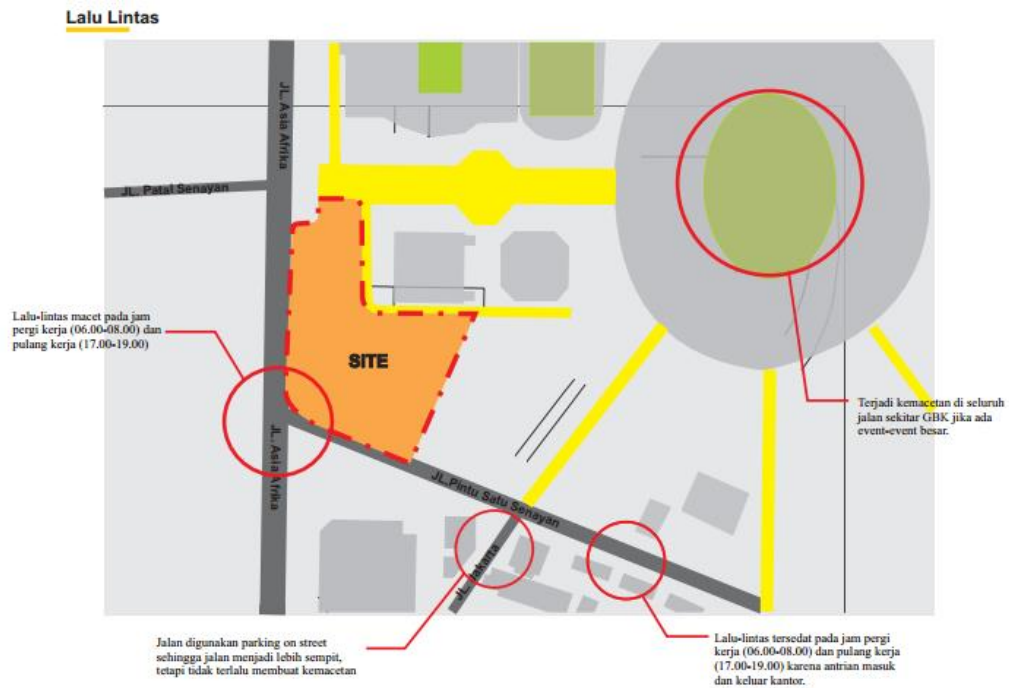 Lalu Lintas
JL. Asia Afrika
JL. Patal Senayan
Lalu-lintas macet pada jam
pergi kerja (06.00-08.00) dan
pulang kerja (17.00-19.00)
SITE
Terjadi kemacetan di seluruh
jalan sekitar GBK jika ada
event-event besar.
JL. Asia Afrika
JL.Pintu Satu Senayan
JL. Jakarta
Jalan digunakan parking on street
sehingga jalan menjadi lebih sempit,
tetapi tidak terlalu membuat kemacetan
Lalu-lintas tersedat pada jam pergi
kerja (06.00-08.00) dan pulang kerja
(17.00-19.00) karena antrian masuk
dan keluar kantor.